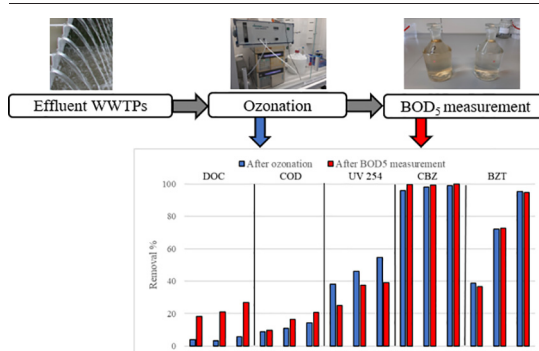 Effluent WWTPs
Ozonation
BOD5 measurement
After ozonation
After BOD5 measurement
DOC
COD
UV 254
CBZ
BZT
Removal %
100
80
60
40
20
0